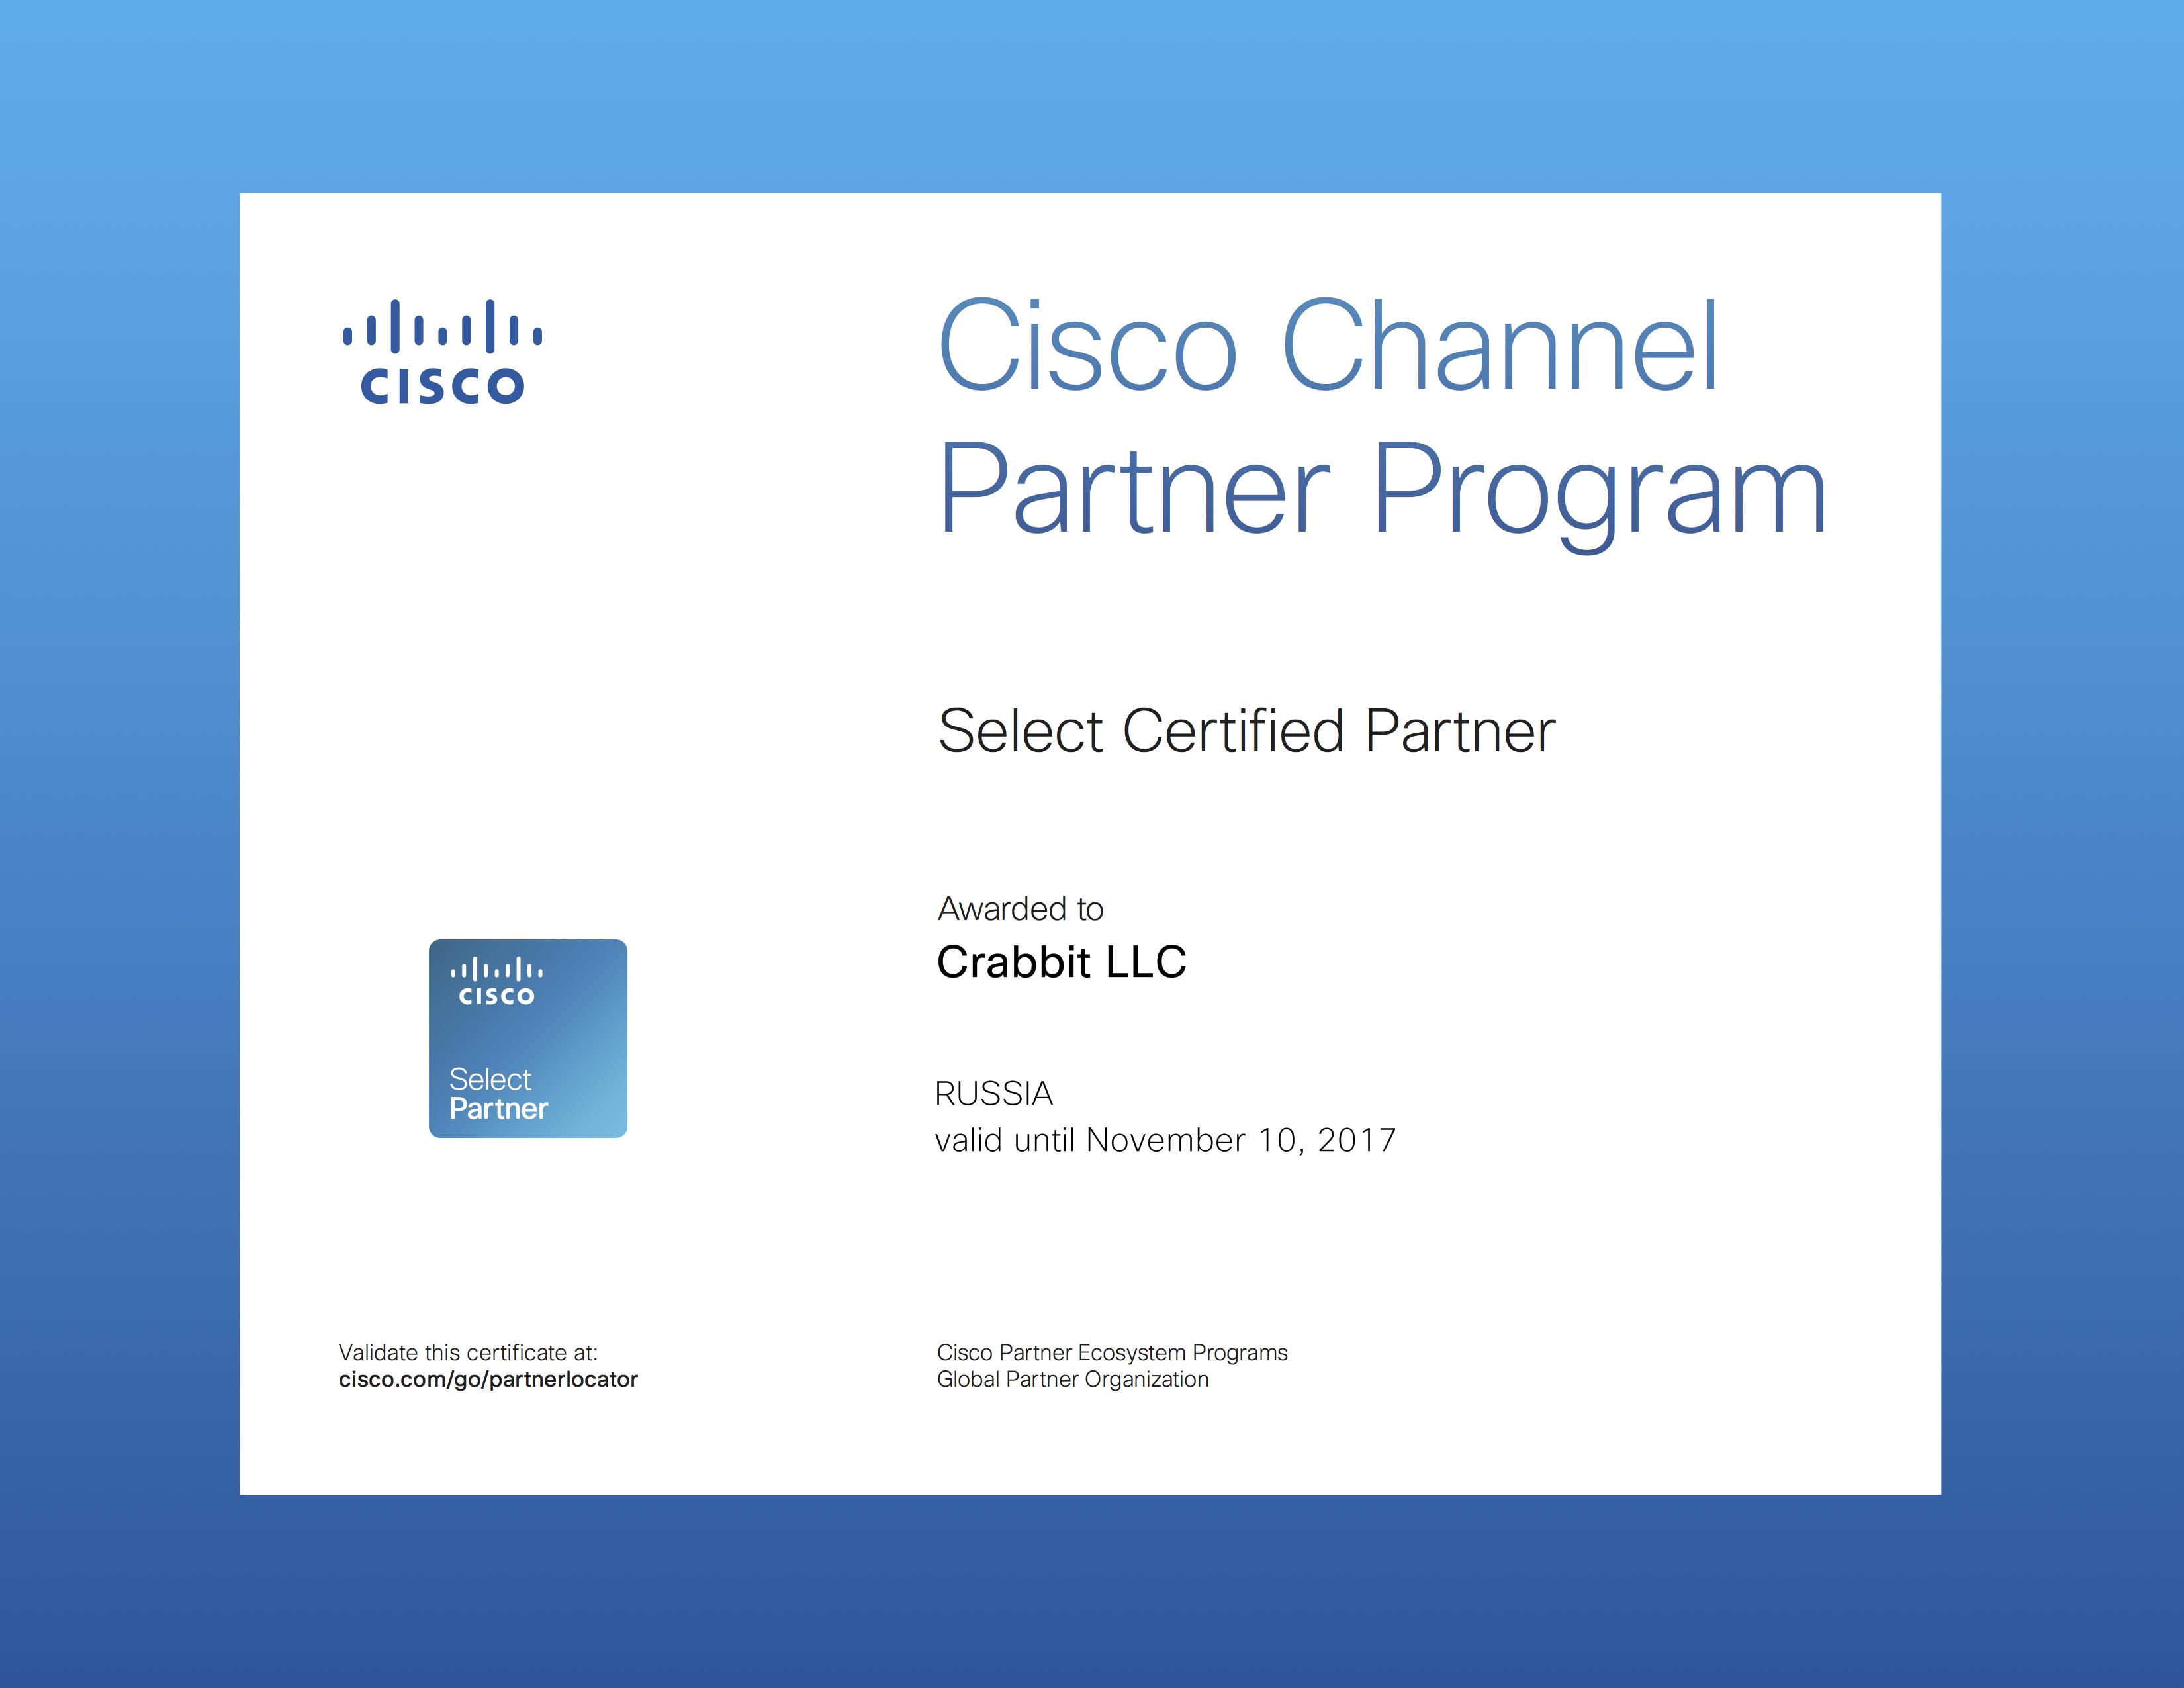 CISCO
Cisco Channel
Partner Program
Select Certified Partner
Awarded to
Crabbit LLC
CISCO
Select
Partner
RUSSIA
valid until November 10, 2017
Validate this certificate at:
cisco.com/go/partnerlocator
Cisco Partner Ecosystem Programs
Global Partner Organization